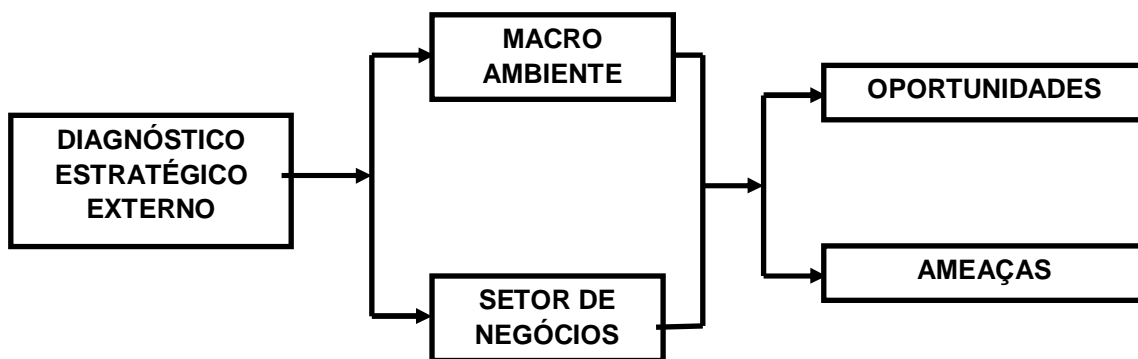 DIAGNÓSTICO
ESTRATÉGICO
EXTERNO
MACRO
AMBIENTE
SETOR DE
NEGÓCIOS
OPORTUNIDADES
AMEAÇAS